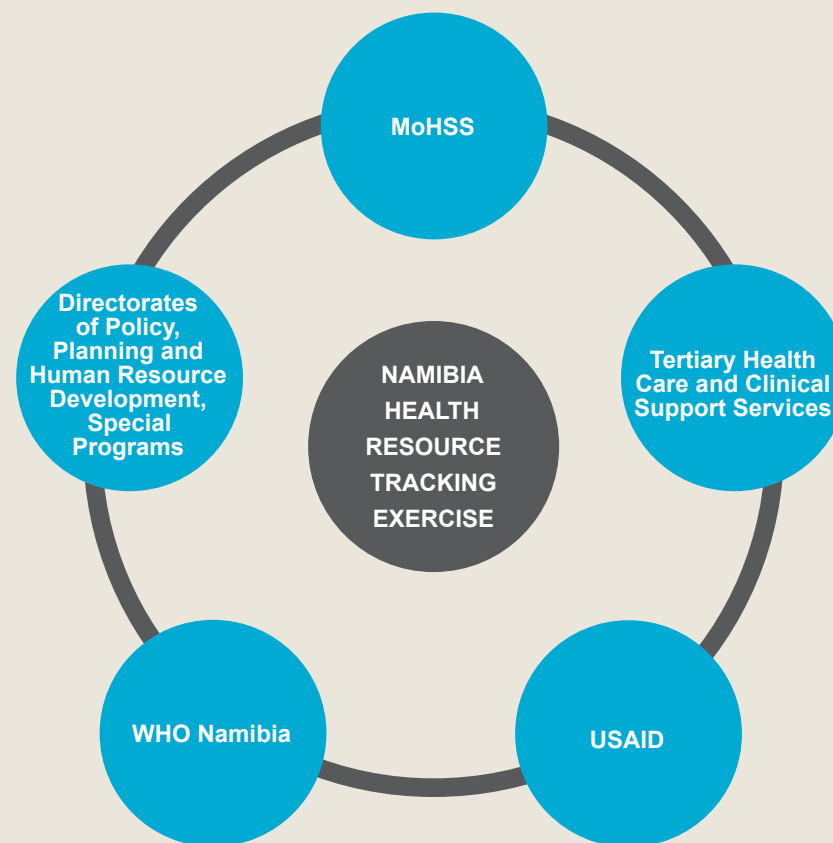 MoHSS
Directorates
of Policy,
Planning and
Human Resource
Development,
Special
Programs
NAMIBIA
HEALTH
RESOURCE
TRACKING
EXERCISE
Tertiary Health
Care and Clinical
Support Services
WHO Namibia
USAID